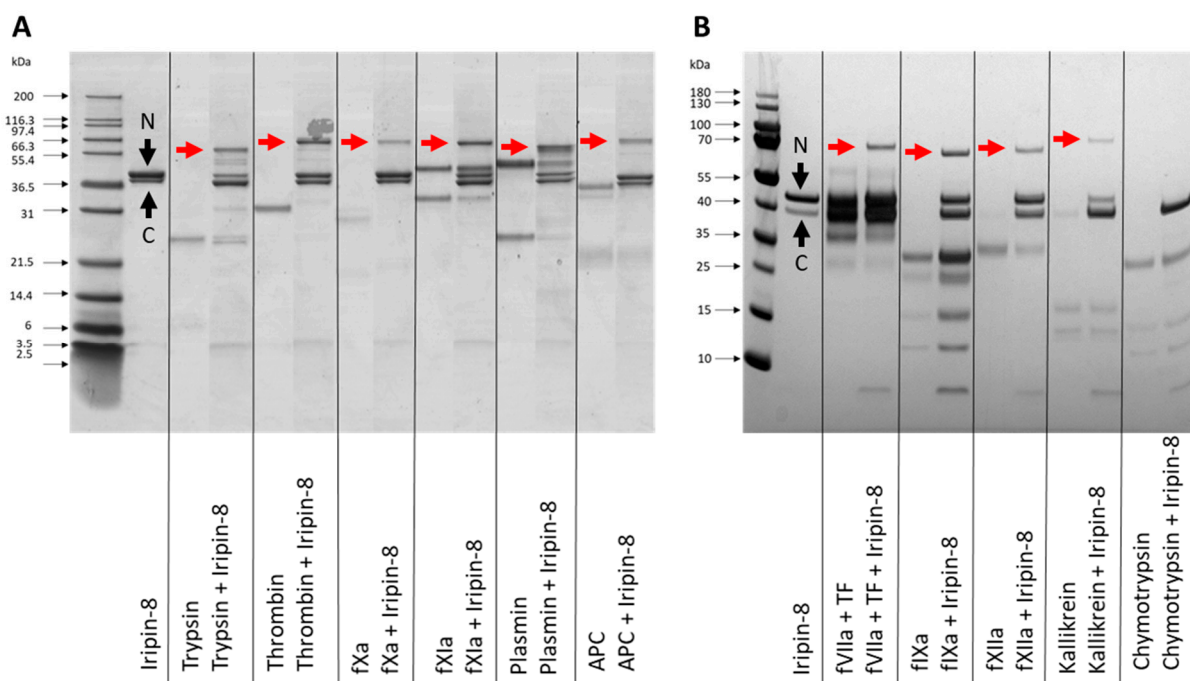 A
kDa
200
116.3
97.4
66.3
55.4
36.5
31
21.5
14.4
6
3.5
2.5
N
C
Iripin-8
Trypsin
Trypsin + Iripin-8
Thrombin
Thrombin + Iripin-8
fXa
fXa + Iripin-8
fXIa
fXIa + Iripin-8
Plasmin
Plasmin + Iripin-8
APC
APC + Iripin-8
B
kDa
180
130
100
70
55
40
35
25
15
10
N
C
Iripin-8
fVIIa + TF
fVIIa + TF + Iripin-8
fIXa
fIXa + Iripin-8
fXIIa
fXIIa + Iripin-8
Kallikrein
Kallikrein + Iripin-8
Chymotrypsin
Chymotrypsin + Iripin-8